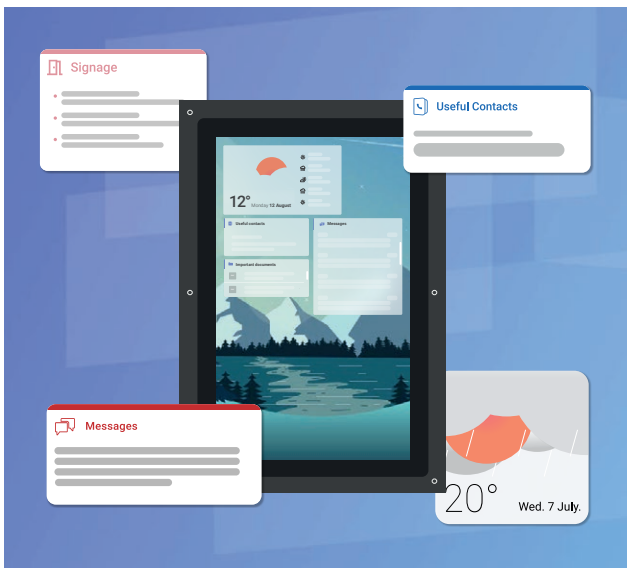 Signage
Useful Contacts
12° Monday 12 August
Useful contacts
Messages
Important documents
Messages
20° Wed. 7 July.